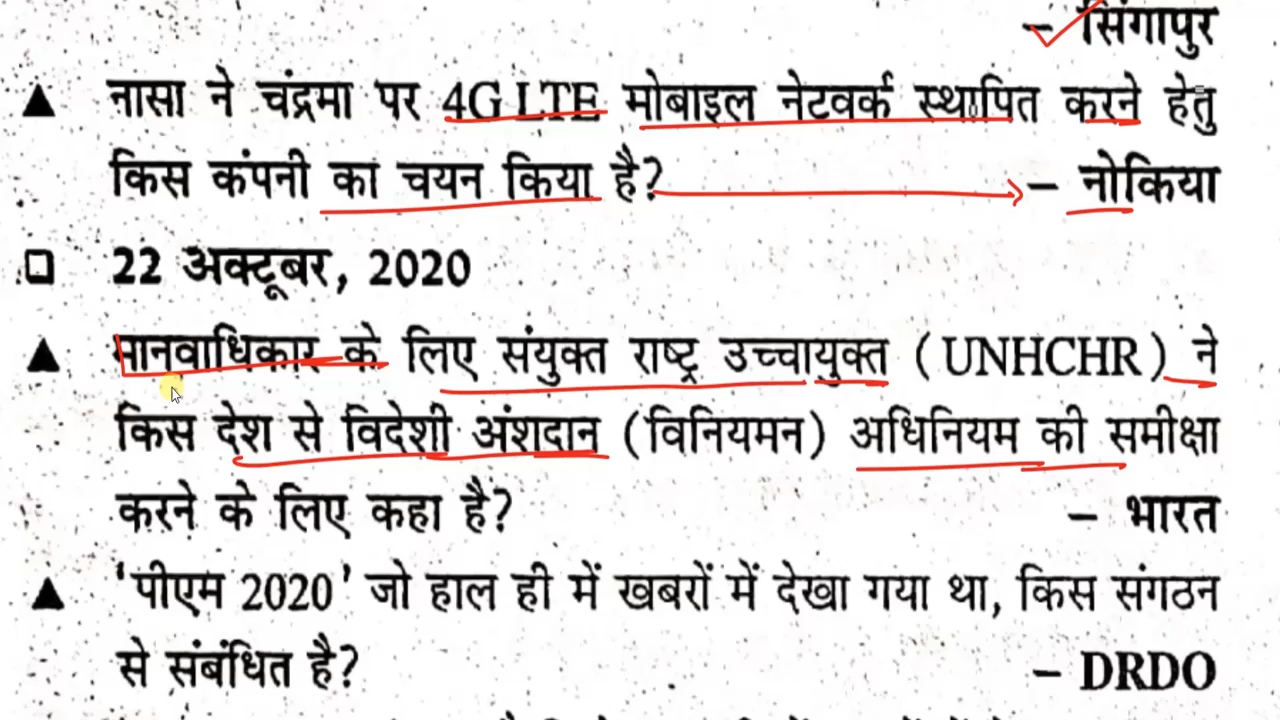 – सिंगापुर
▲ नासा ने चंद्रमा पर 4G LTE मोबाइल नेटवर्क स्थापित करने हेतु
किस कंपनी का चयन किया है? – नोकिया
❑ 22 अक्टूबर, 2020
▲ मानवाधिकार के लिए संयुक्त राष्ट्र उच्चायुक्त (UNHCHR) ने
किस देश से विदेशी अंशदान (विनियमन) अधिनियम की समीक्षा
करने के लिए कहा है? – भारत
▲ 'पीएम 2020' जो हाल ही में खबरों में देखा गया था, किस संगठन
से संबंधित है? – DRDO